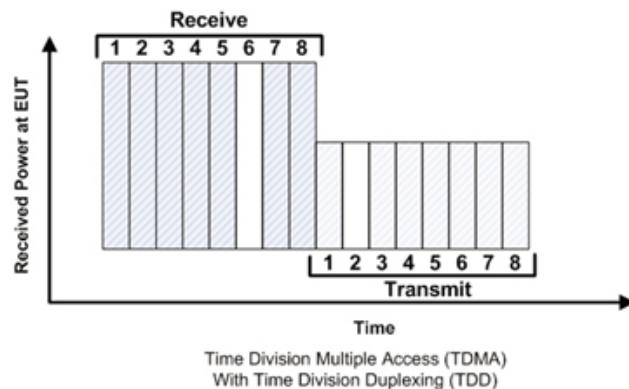 Receive
1 2 3 4 5 6 7 8
Received Power at EUT
1 2 3 4 5 6 7 8
Transmit
Time
Time Division Multiple Access (TDMA)
With Time Division Duplexing (TDD)